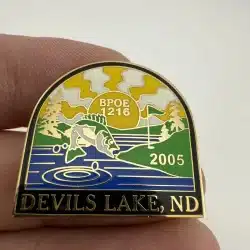 BPOE
1216
2005
DEVILS LAKE, ND